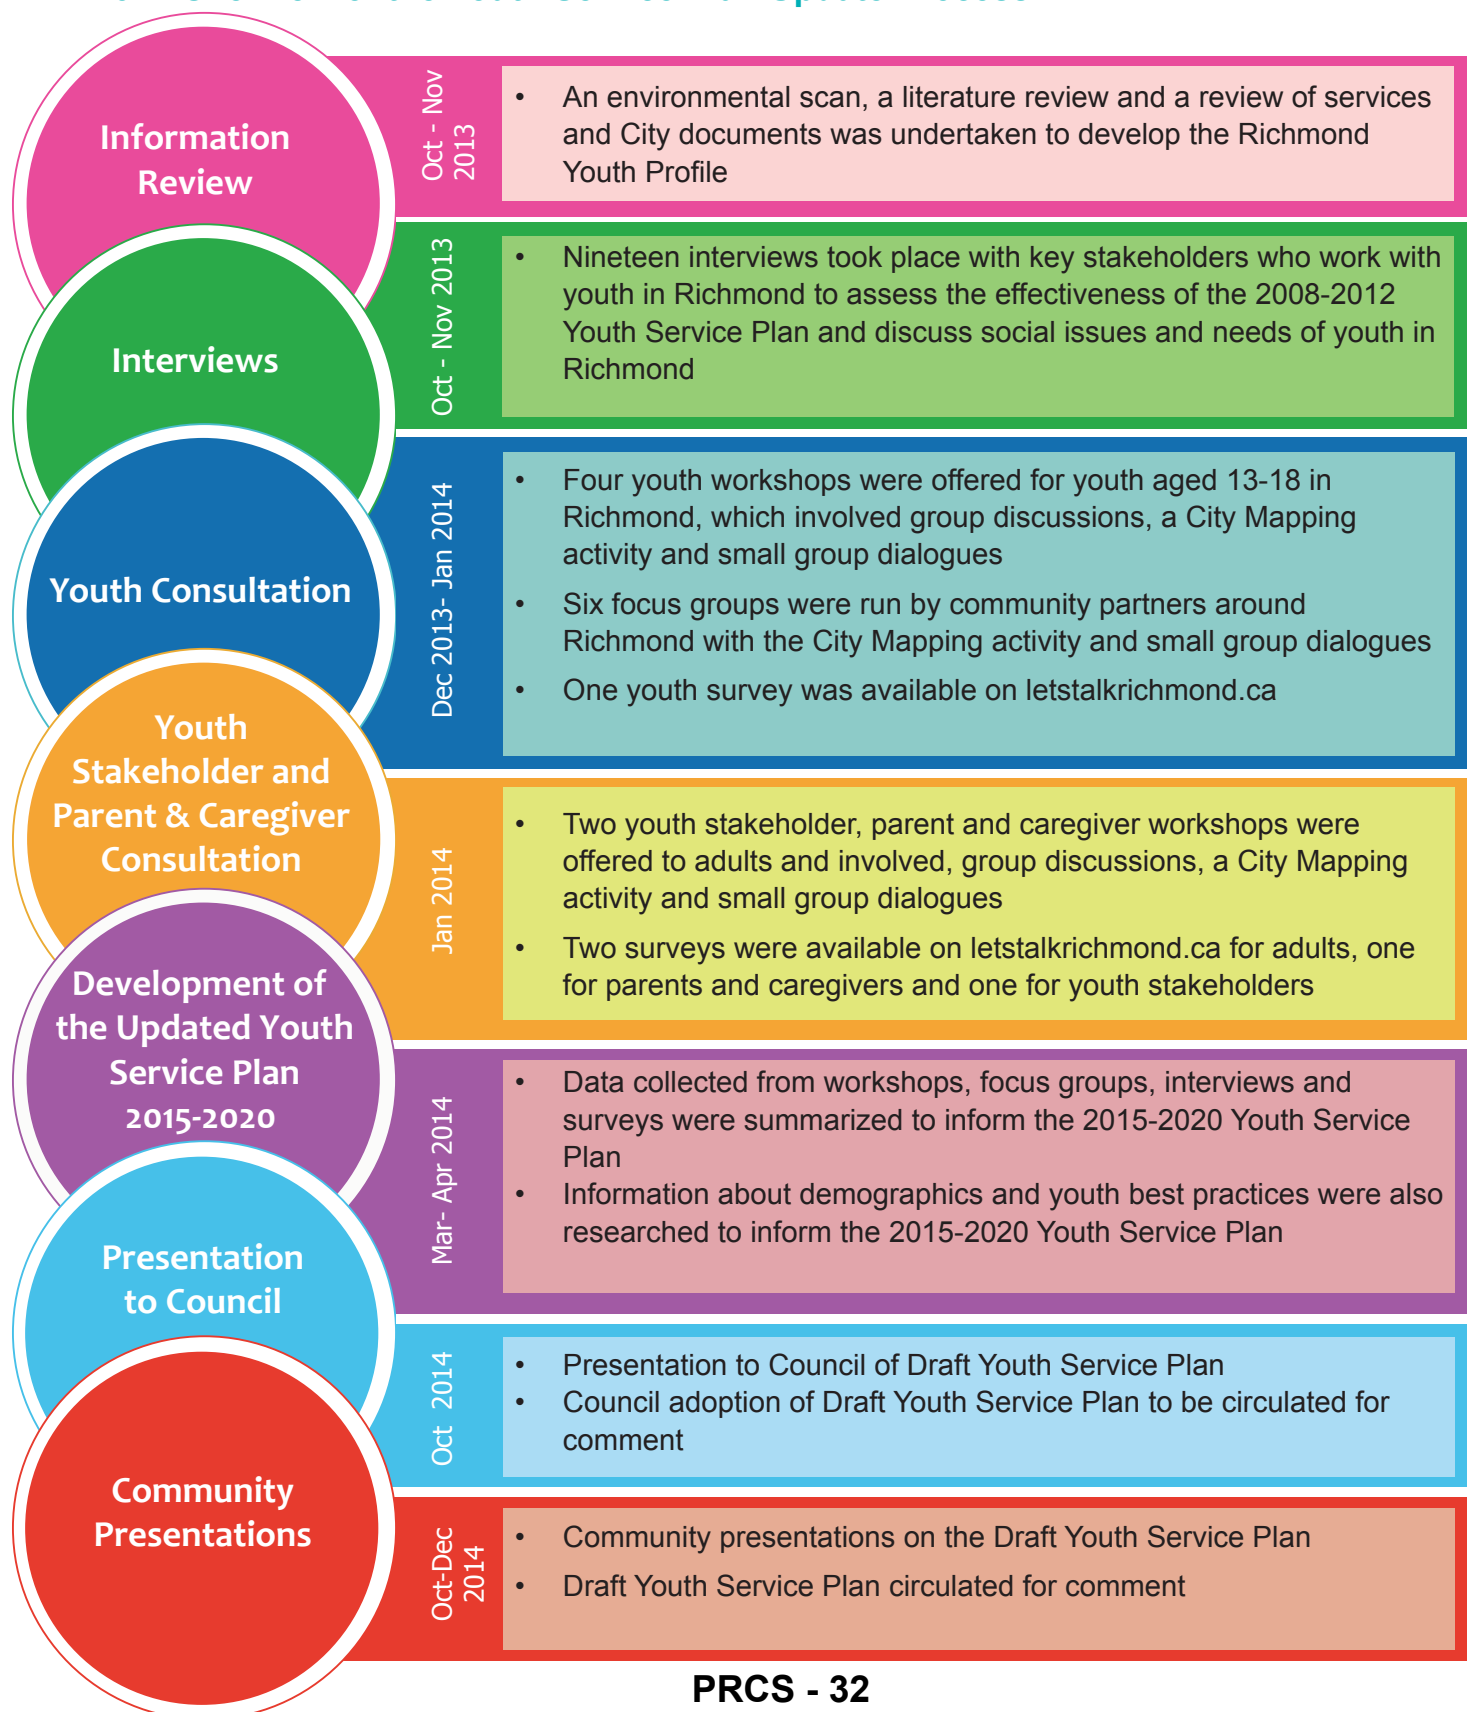 Information
Review
Oct - Nov
2013
• An environmental scan, a literature review and a review of services
and City documents was undertaken to develop the Richmond
Youth Profile
Interviews
Oct - Nov 2013
• Nineteen interviews took place with key stakeholders who work with
youth in Richmond to assess the effectiveness of the 2008-2012
Youth Service Plan and discuss social issues and needs of youth in
Richmond
Youth Consultation
Dec 2013- Jan 2014
• Four youth workshops were offered for youth aged 13-18 in
Richmond, which involved group discussions, a City Mapping
activity and small group dialogues
• Six focus groups were run by community partners around
Richmond with the City Mapping activity and small group dialogues
• One youth survey was available on letstalkrichmond.ca
Youth
Stakeholder and
Parent & Caregiver
Consultation
Jan 2014
• Two youth stakeholder, parent and caregiver workshops were
offered to adults and involved, group discussions, a City Mapping
activity and small group dialogues
• Two surveys were available on letstalkrichmond.ca for adults, one
for parents and caregivers and one for youth stakeholders
Development of
the Updated Youth
Service Plan
2015-2020
Mar- Apr 2014
• Data collected from workshops, focus groups, interviews and
surveys were summarized to inform the 2015-2020 Youth Service
Plan
• Information about demographics and youth best practices were also
researched to inform the 2015-2020 Youth Service Plan
Presentation
to Council
Oct 2014
• Presentation to Council of Draft Youth Service Plan
• Council adoption of Draft Youth Service Plan to be circulated for
comment
Community
Presentations
Oct-Dec
2014
• Community presentations on the Draft Youth Service Plan
• Draft Youth Service Plan circulated for comment
PRCS - 32